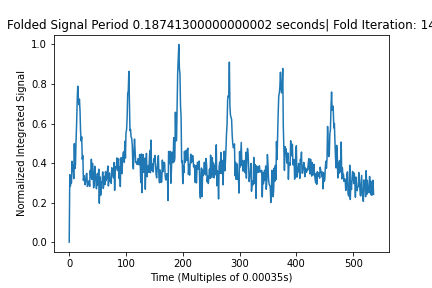 Folded Signal Period 0.18741300000000002 seconds| Fold Iteration: 14
Normalized Integrated Signal
1.0
0.8
0.6
0.4
0.2
0.0
0 100 200 300 400 500
Time (Multiples of 0.00035s)